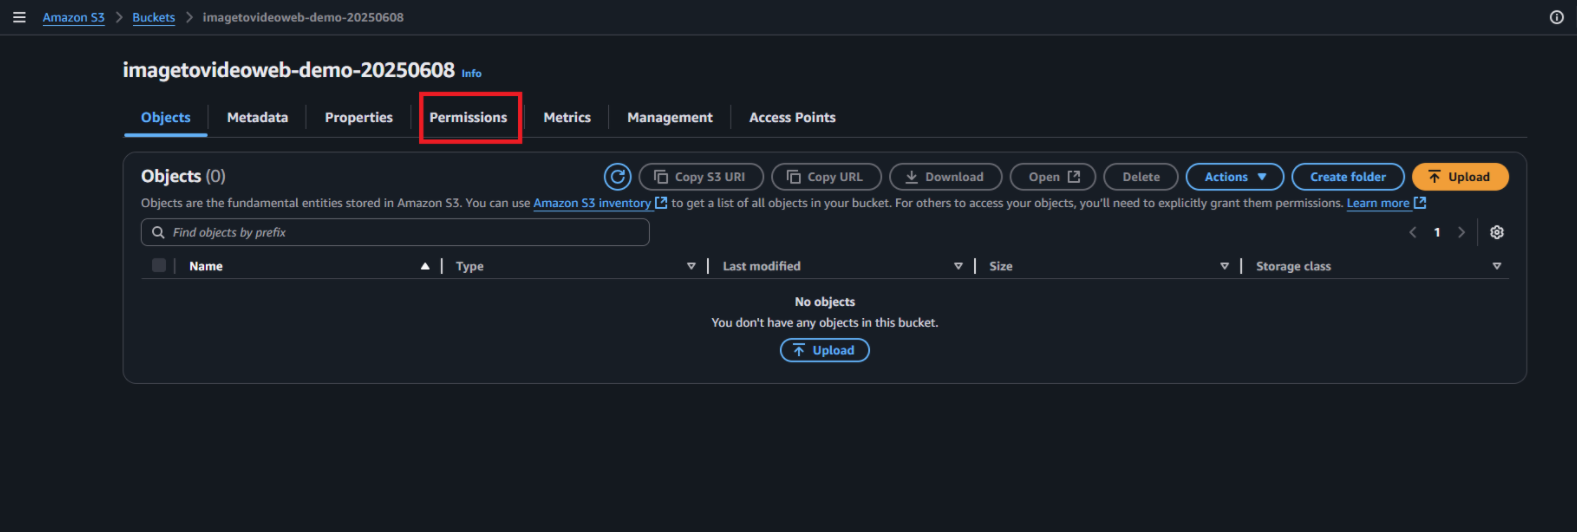 Amazon S3 > Buckets > imagetovideoweb-demo-20250608
imagetovideoweb-demo-20250608 Info
Objects Metadata Properties Permissions Metrics Management Access Points
Objects (0)
Copy S3 URI Copy URL Download Open Delete Actions Create folder Upload
Objects are the fundamental entities stored in Amazon S3. You can use Amazon S3 inventory to get a list of all objects in your bucket. For others to access your objects, you'll need to explicitly grant them permissions. Learn more
Find objects by prefix
1
Name Type Last modified Size Storage class
No objects
You don't have any objects in this bucket.
Upload